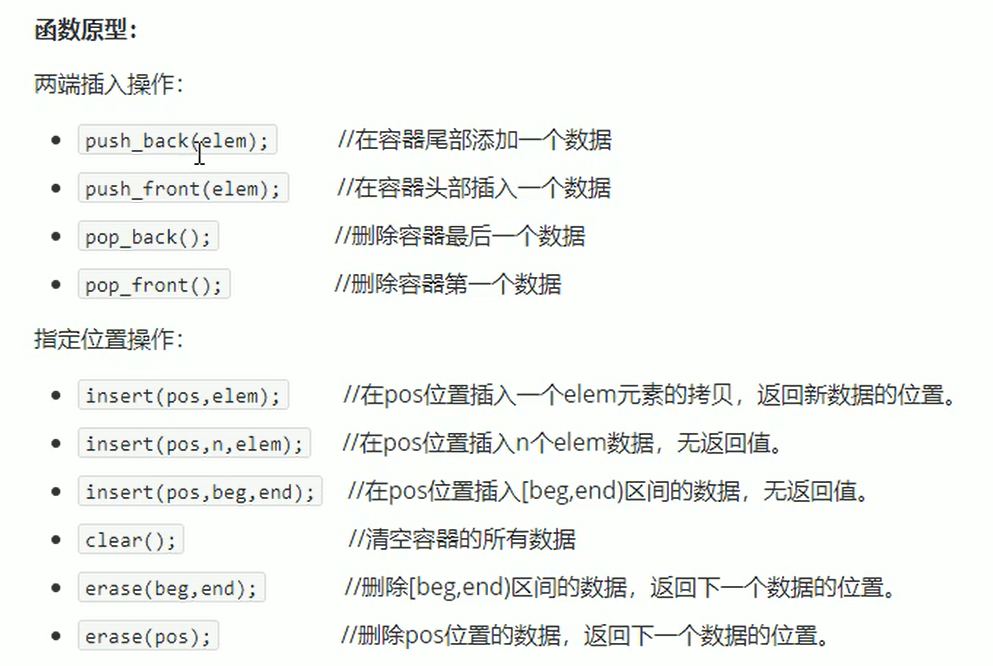 函数原型：
两端插入操作：
push_back(elem); //在容器尾部添加一个数据
push_front(elem); //在容器头部插入一个数据
pop_back(); //删除容器最后一个数据
pop_front(); //删除容器第一个数据
指定位置操作：
insert(pos,elem); //在pos位置插入一个elem元素的拷贝，返回新数据的位置。
insert(pos,n,elem); //在pos位置插入n个elem数据，无返回值。
insert(pos,beg,end); //在pos位置插入[beg,end)区间的数据，无返回值。
clear(); //清空容器的所有数据
erase(beg,end); //删除[beg,end)区间的数据，返回下一个数据的位置。
erase(pos); //删除pos位置的数据，返回下一个数据的位置。